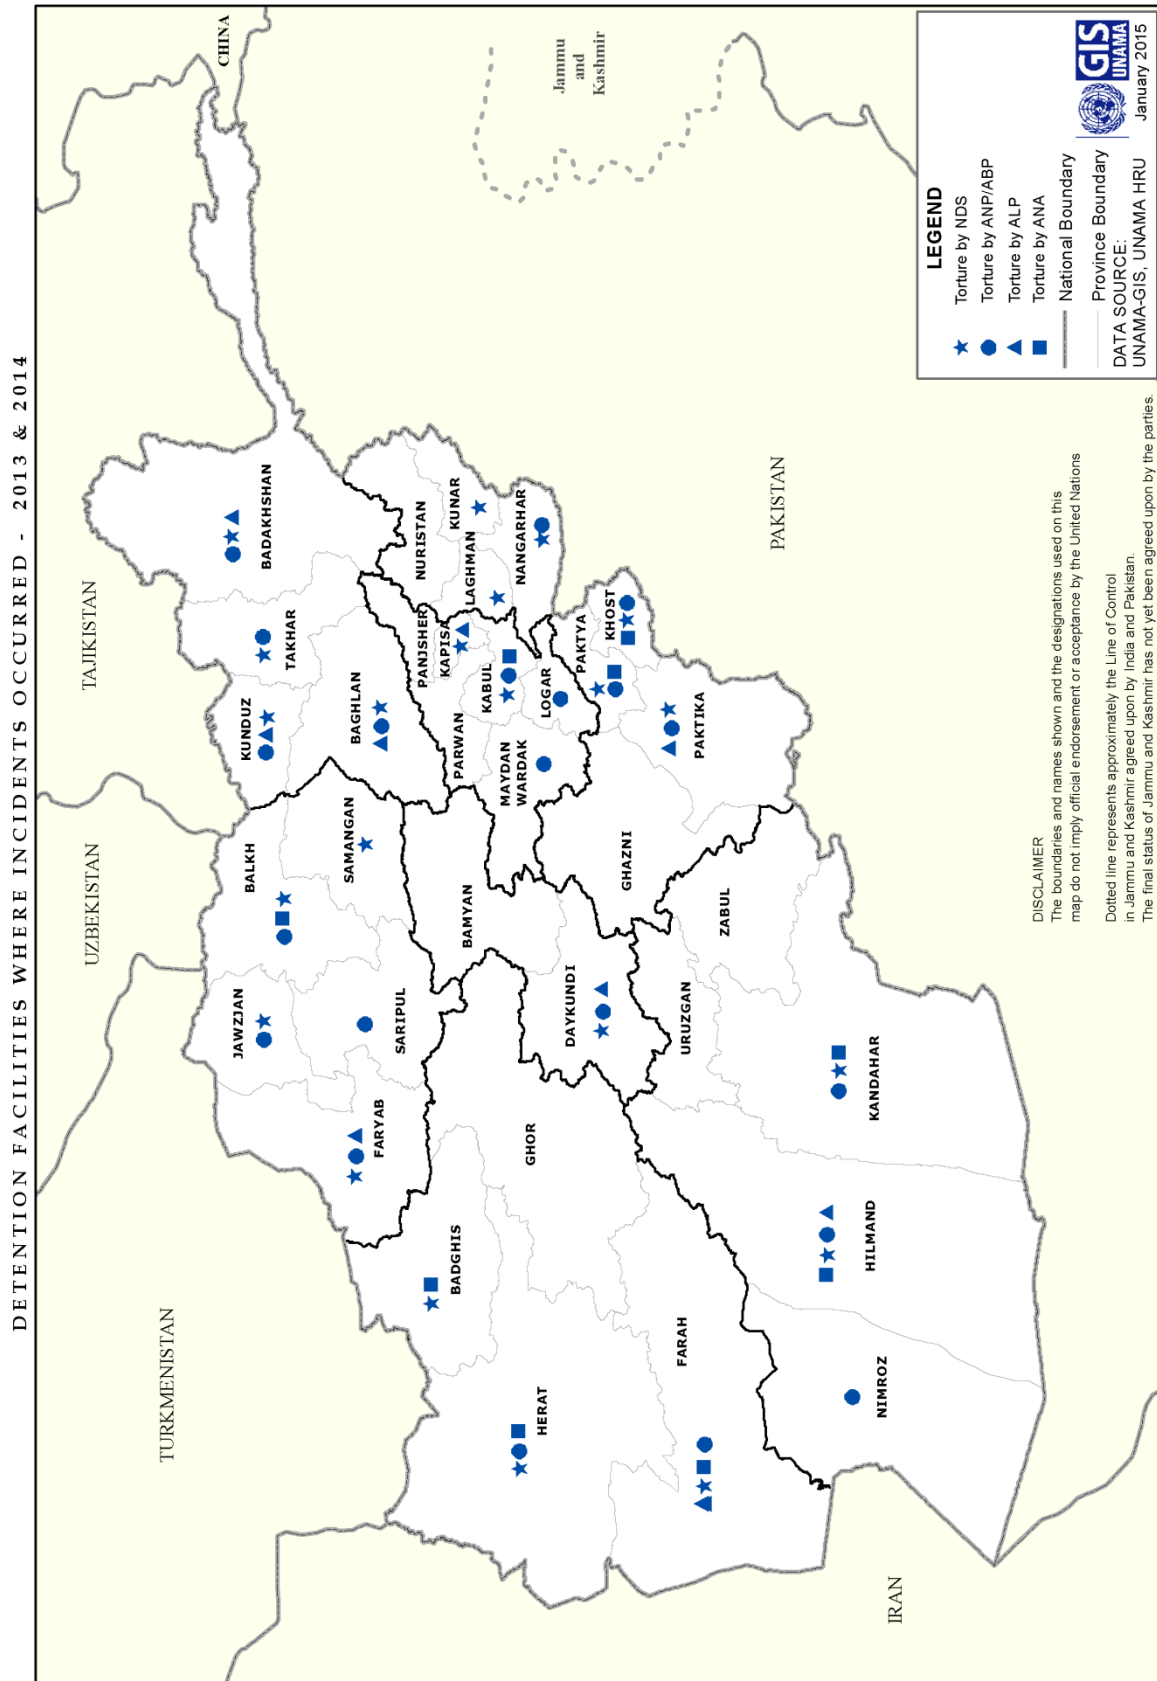 DETENTION FACILITIES WHERE INCIDENTS OCCURRED - 2013 & 2014
TURKMENISTAN
UZBEKISTAN
TAJIKISTAN
CHINA
Jammu
and
Kashmir
PAKISTAN
IRAN
BADAKHSHAN
TAKHAR
KUNDUZ
BAGHLAN
BALKH
SAMANGAN
JAWZJAN
SARIPUL
FARYAB
BADGHIS
HERAT
GHOR
FARAH
NIMROZ
HILMAND
KANDAHAR
URUZGAN
ZABUL
DAYKUNDI
BAMYAN
GHAZNI
PARWAN
MAYDAN
WARDAK
KABUL
LOGAR
PANJSHER
KAPISA
LAGHMAN
NURISTAN
KUNAR
NANGARHAR
PAKTYA
KHOST
PAKTIKA
DISCLAIMER
The boundaries and names shown and the designations used on this
map do not imply official endorsement or acceptance by the United Nations
Dotted line represents approximately the Line of Control
in Jammu and Kashmir agreed upon by India and Pakistan.
The final status of Jammu and Kashmir has not yet been agreed upon by the parties.
LEGEND
Torture by NDS
Torture by ANP/ABP
Torture by ALP
Torture by ANA
National Boundary
Province Boundary
DATA SOURCE:
UNAMA-GIS, UNAMA HRU
GIS
UNAMA
January 2015